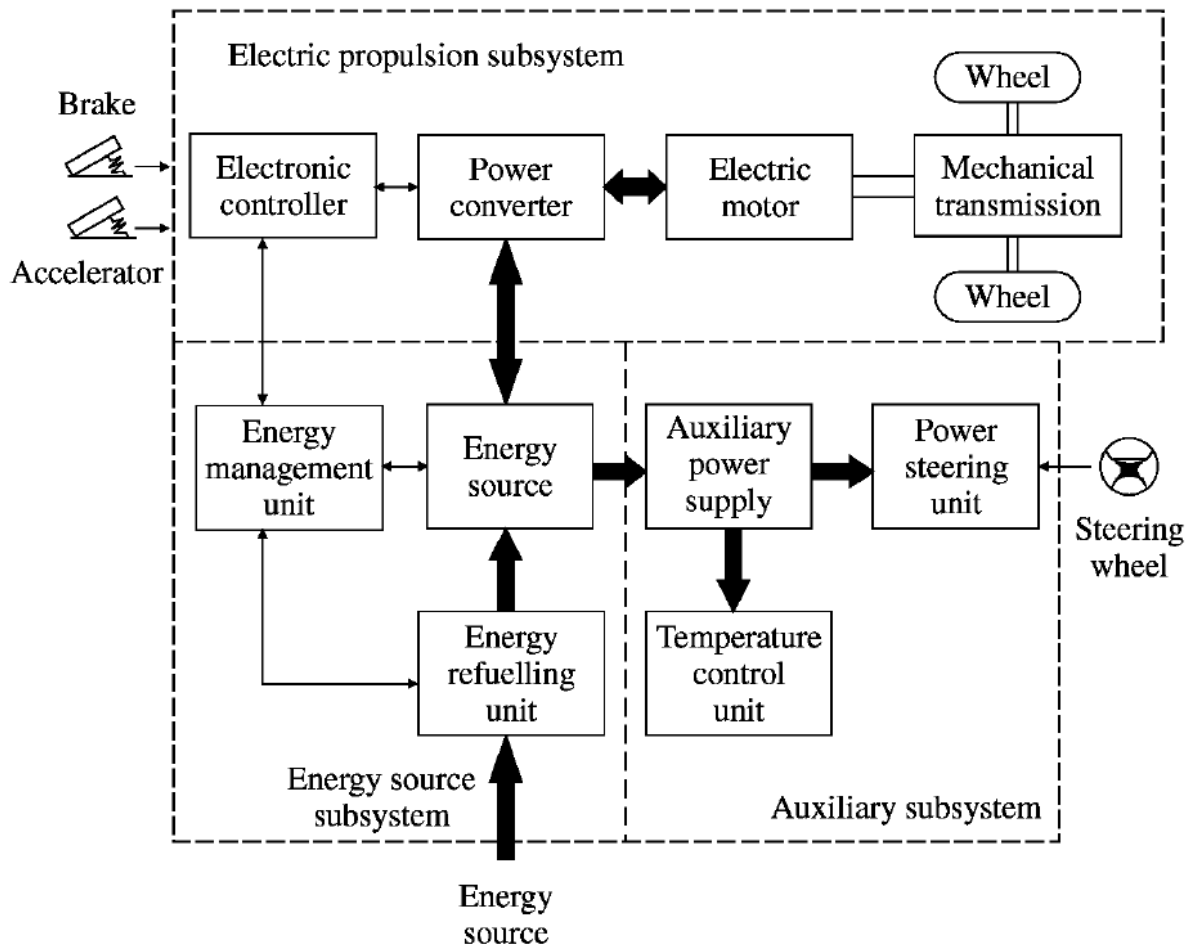 Electric propulsion subsystem
Wheel
Brake
Electronic
controller
Power
converter
Electric
motor
Mechanical
transmission
Accelerator
Wheel
Energy
management
unit
Energy
source
Auxiliary
power
supply
Power
steering
unit
Steering
wheel
Energy
refuelling
unit
Temperature
control
unit
Energy source
subsystem
Auxiliary subsystem
Energy
source